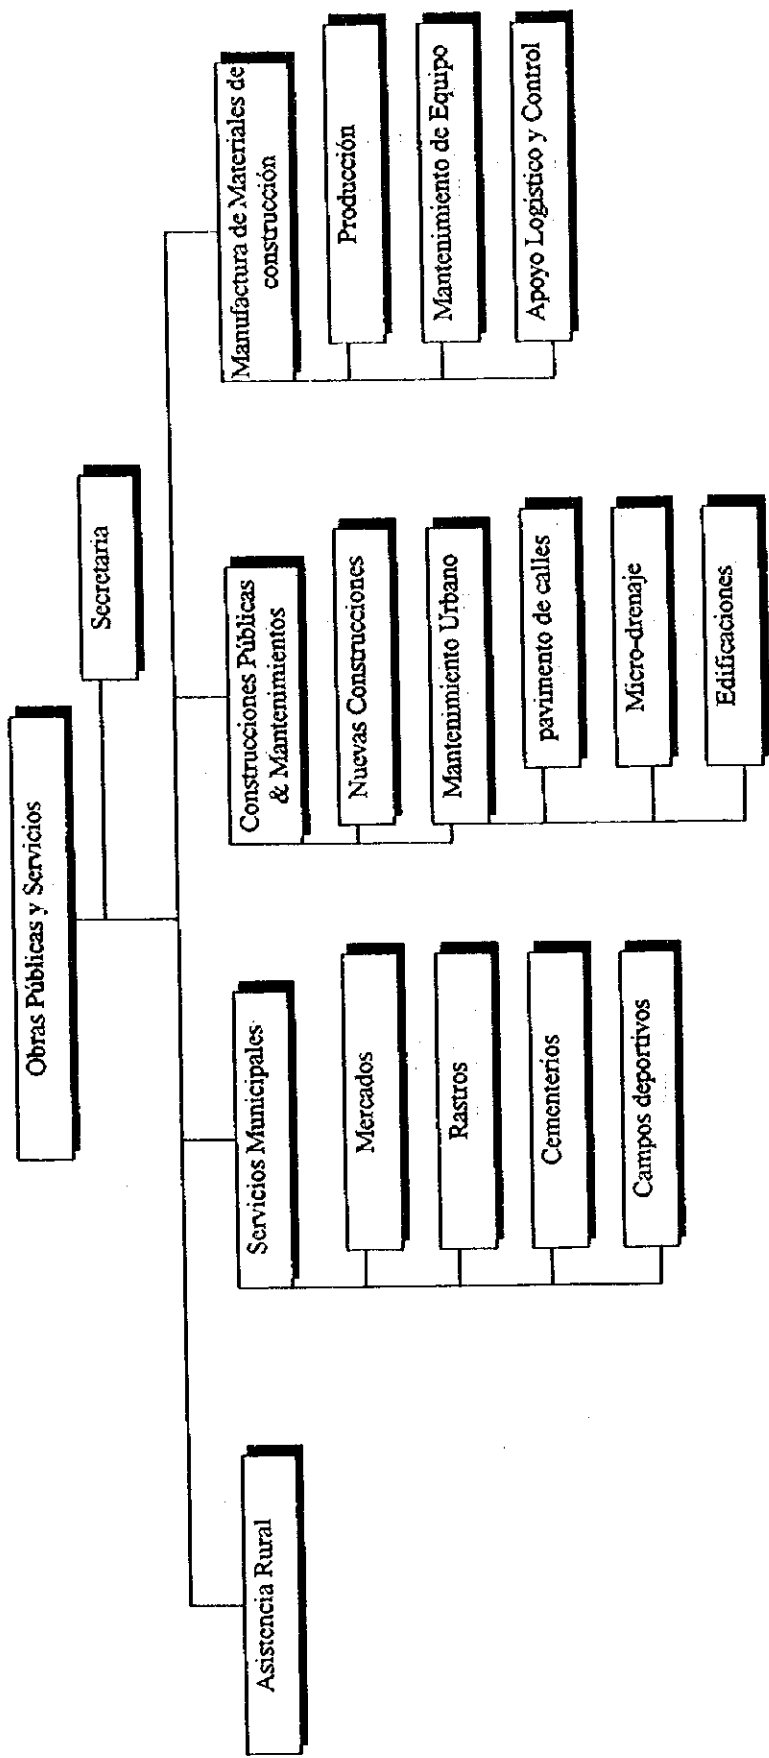 Obras Públicas y Servicios
Secretaria
Asistencia Rural
Servicios Municipales
Mercados
Rastros
Cementerios
Campos deportivos
Construcciones Públicas
& Mantenimientos
Nuevas Construcciones
Mantenimiento Urbano
pavimento de calles
Micro-drenaje
Edificaciones
Manufactura de Materiales de
construcción
Producción
Mantenimiento de Equipo
Apoyo Logístico y Control